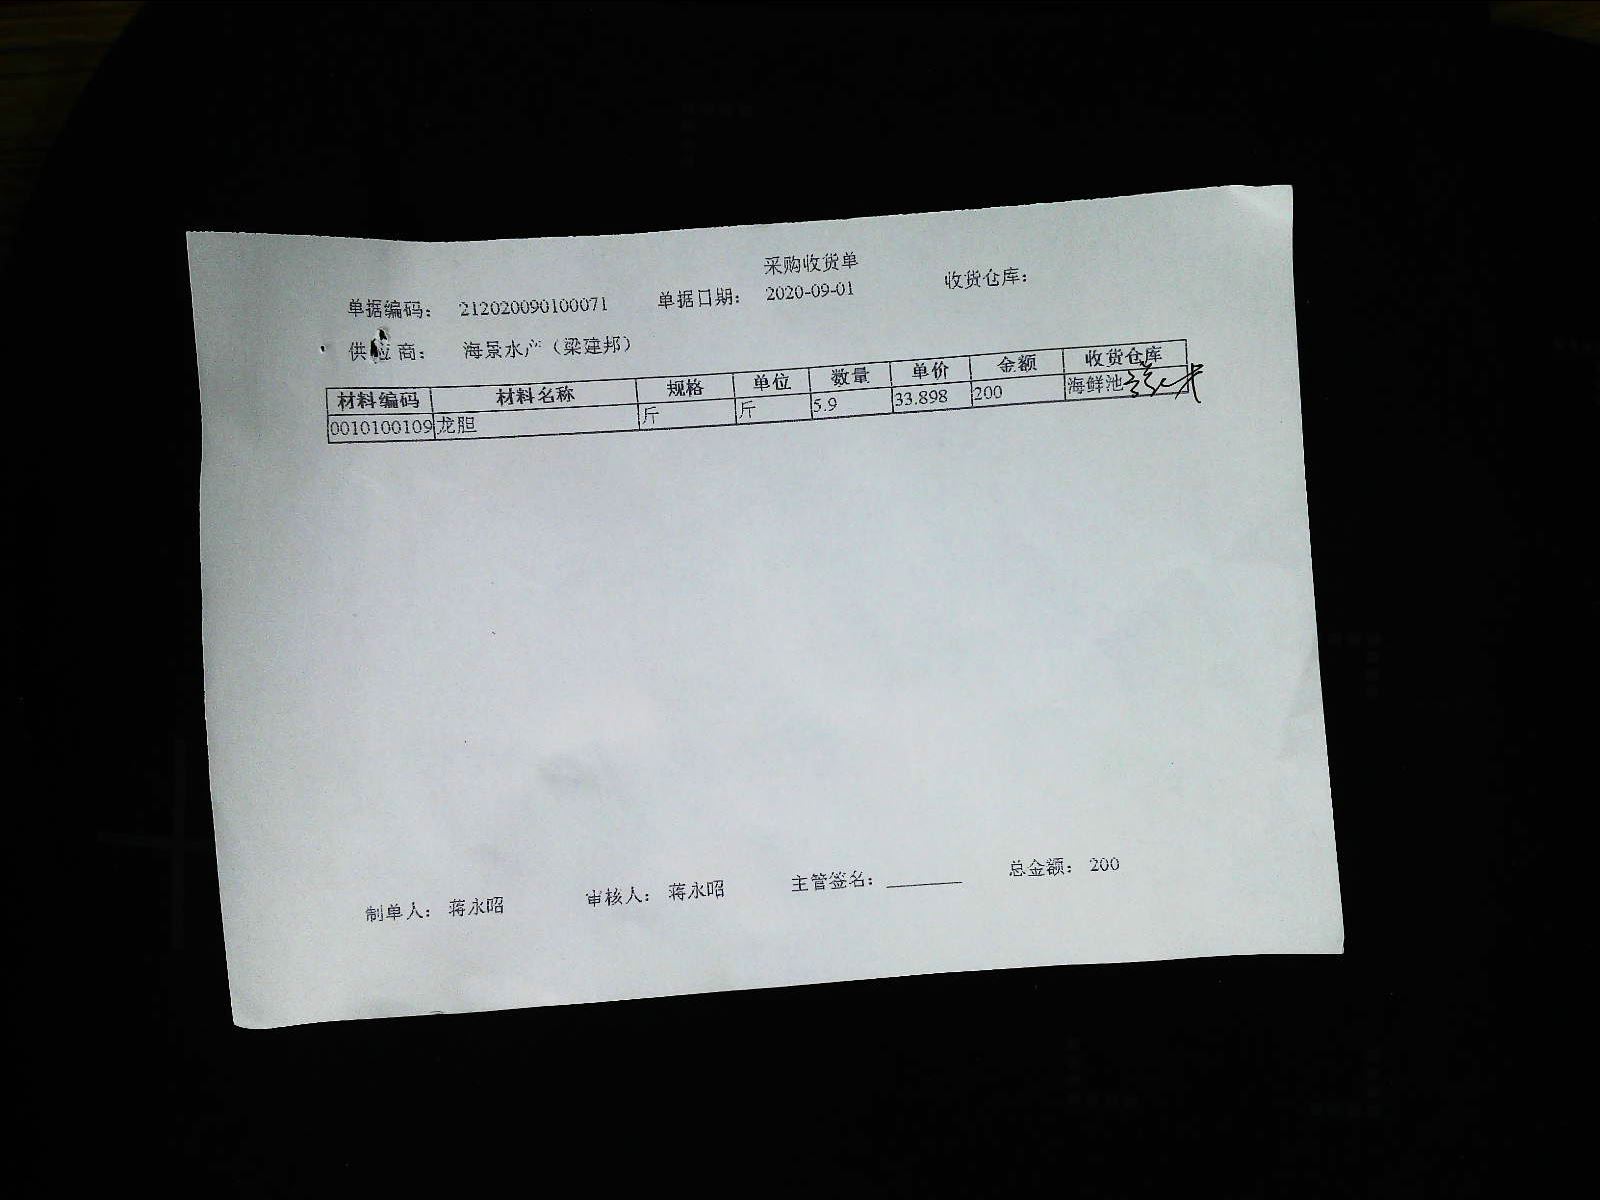 采购收货单
单据编码： 212020090100071 单据日期： 2020-09-01 收货仓库：
供应商： 海景水产（梁建邦）
材料编码 材料名称 规格 单位 数量 单价 金额 收货仓库
0010100109 龙胆 斤 斤 5.9 33.898 200 海鲜池
制单人： 蒋永昭 审核人： 蒋永昭 主管签名： 总金额： 200